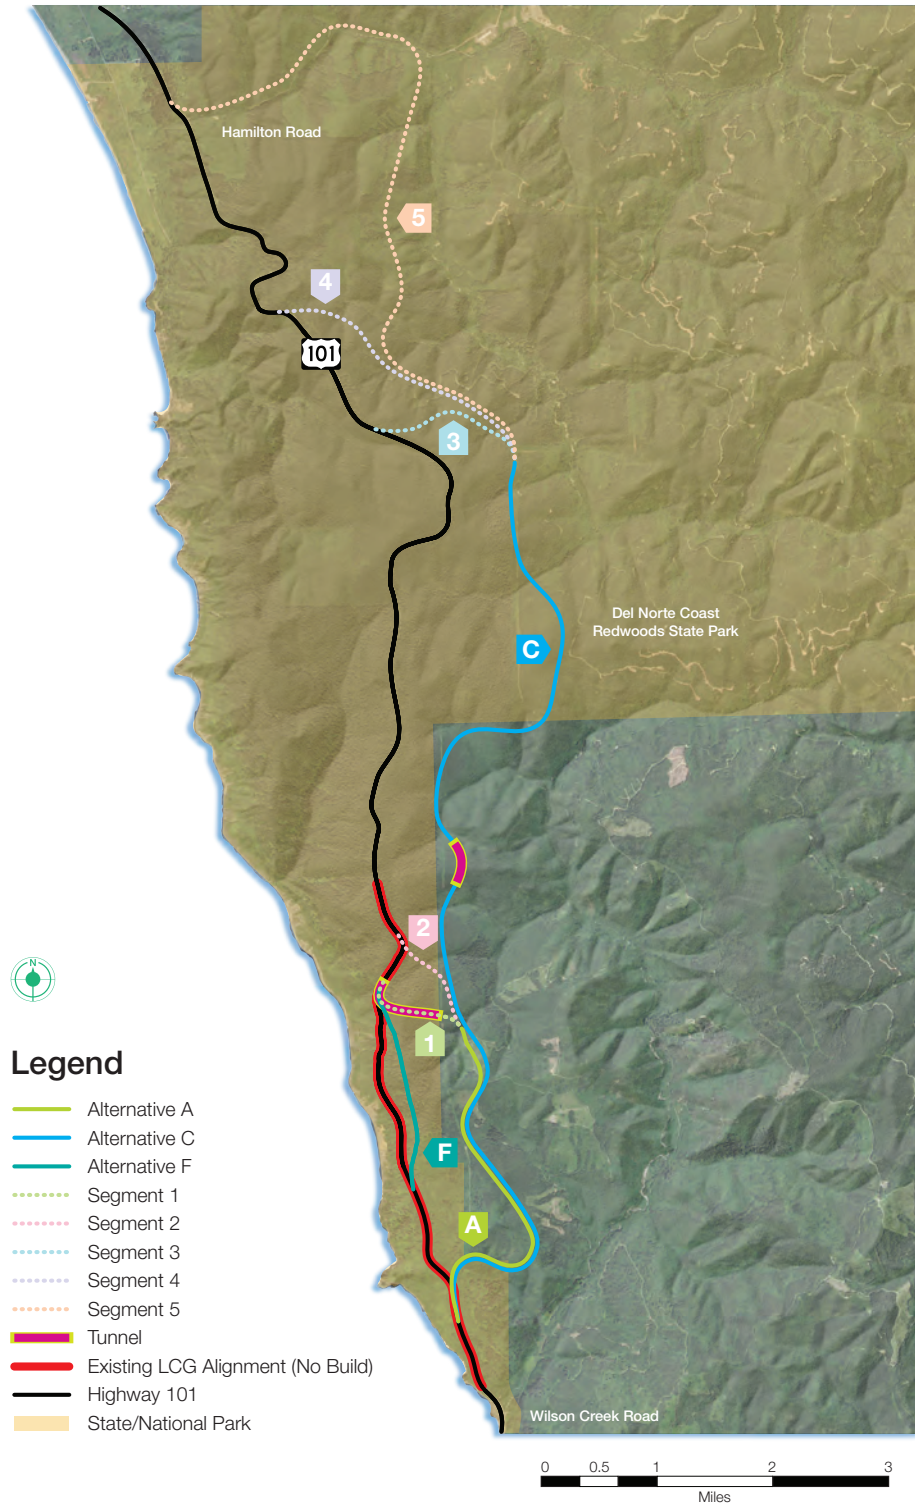 Hamilton Road
5
4
101
3
Del Norte Coast
Redwoods State Park
C
2
N
1
F
A
Legend
Alternative A
Alternative C
Alternative F
Segment 1
Segment 2
Segment 3
Segment 4
Segment 5
Tunnel
Existing LCG Alignment (No Build)
Highway 101
State/National Park
Wilson Creek Road
0 0.5 1 2 3
Miles